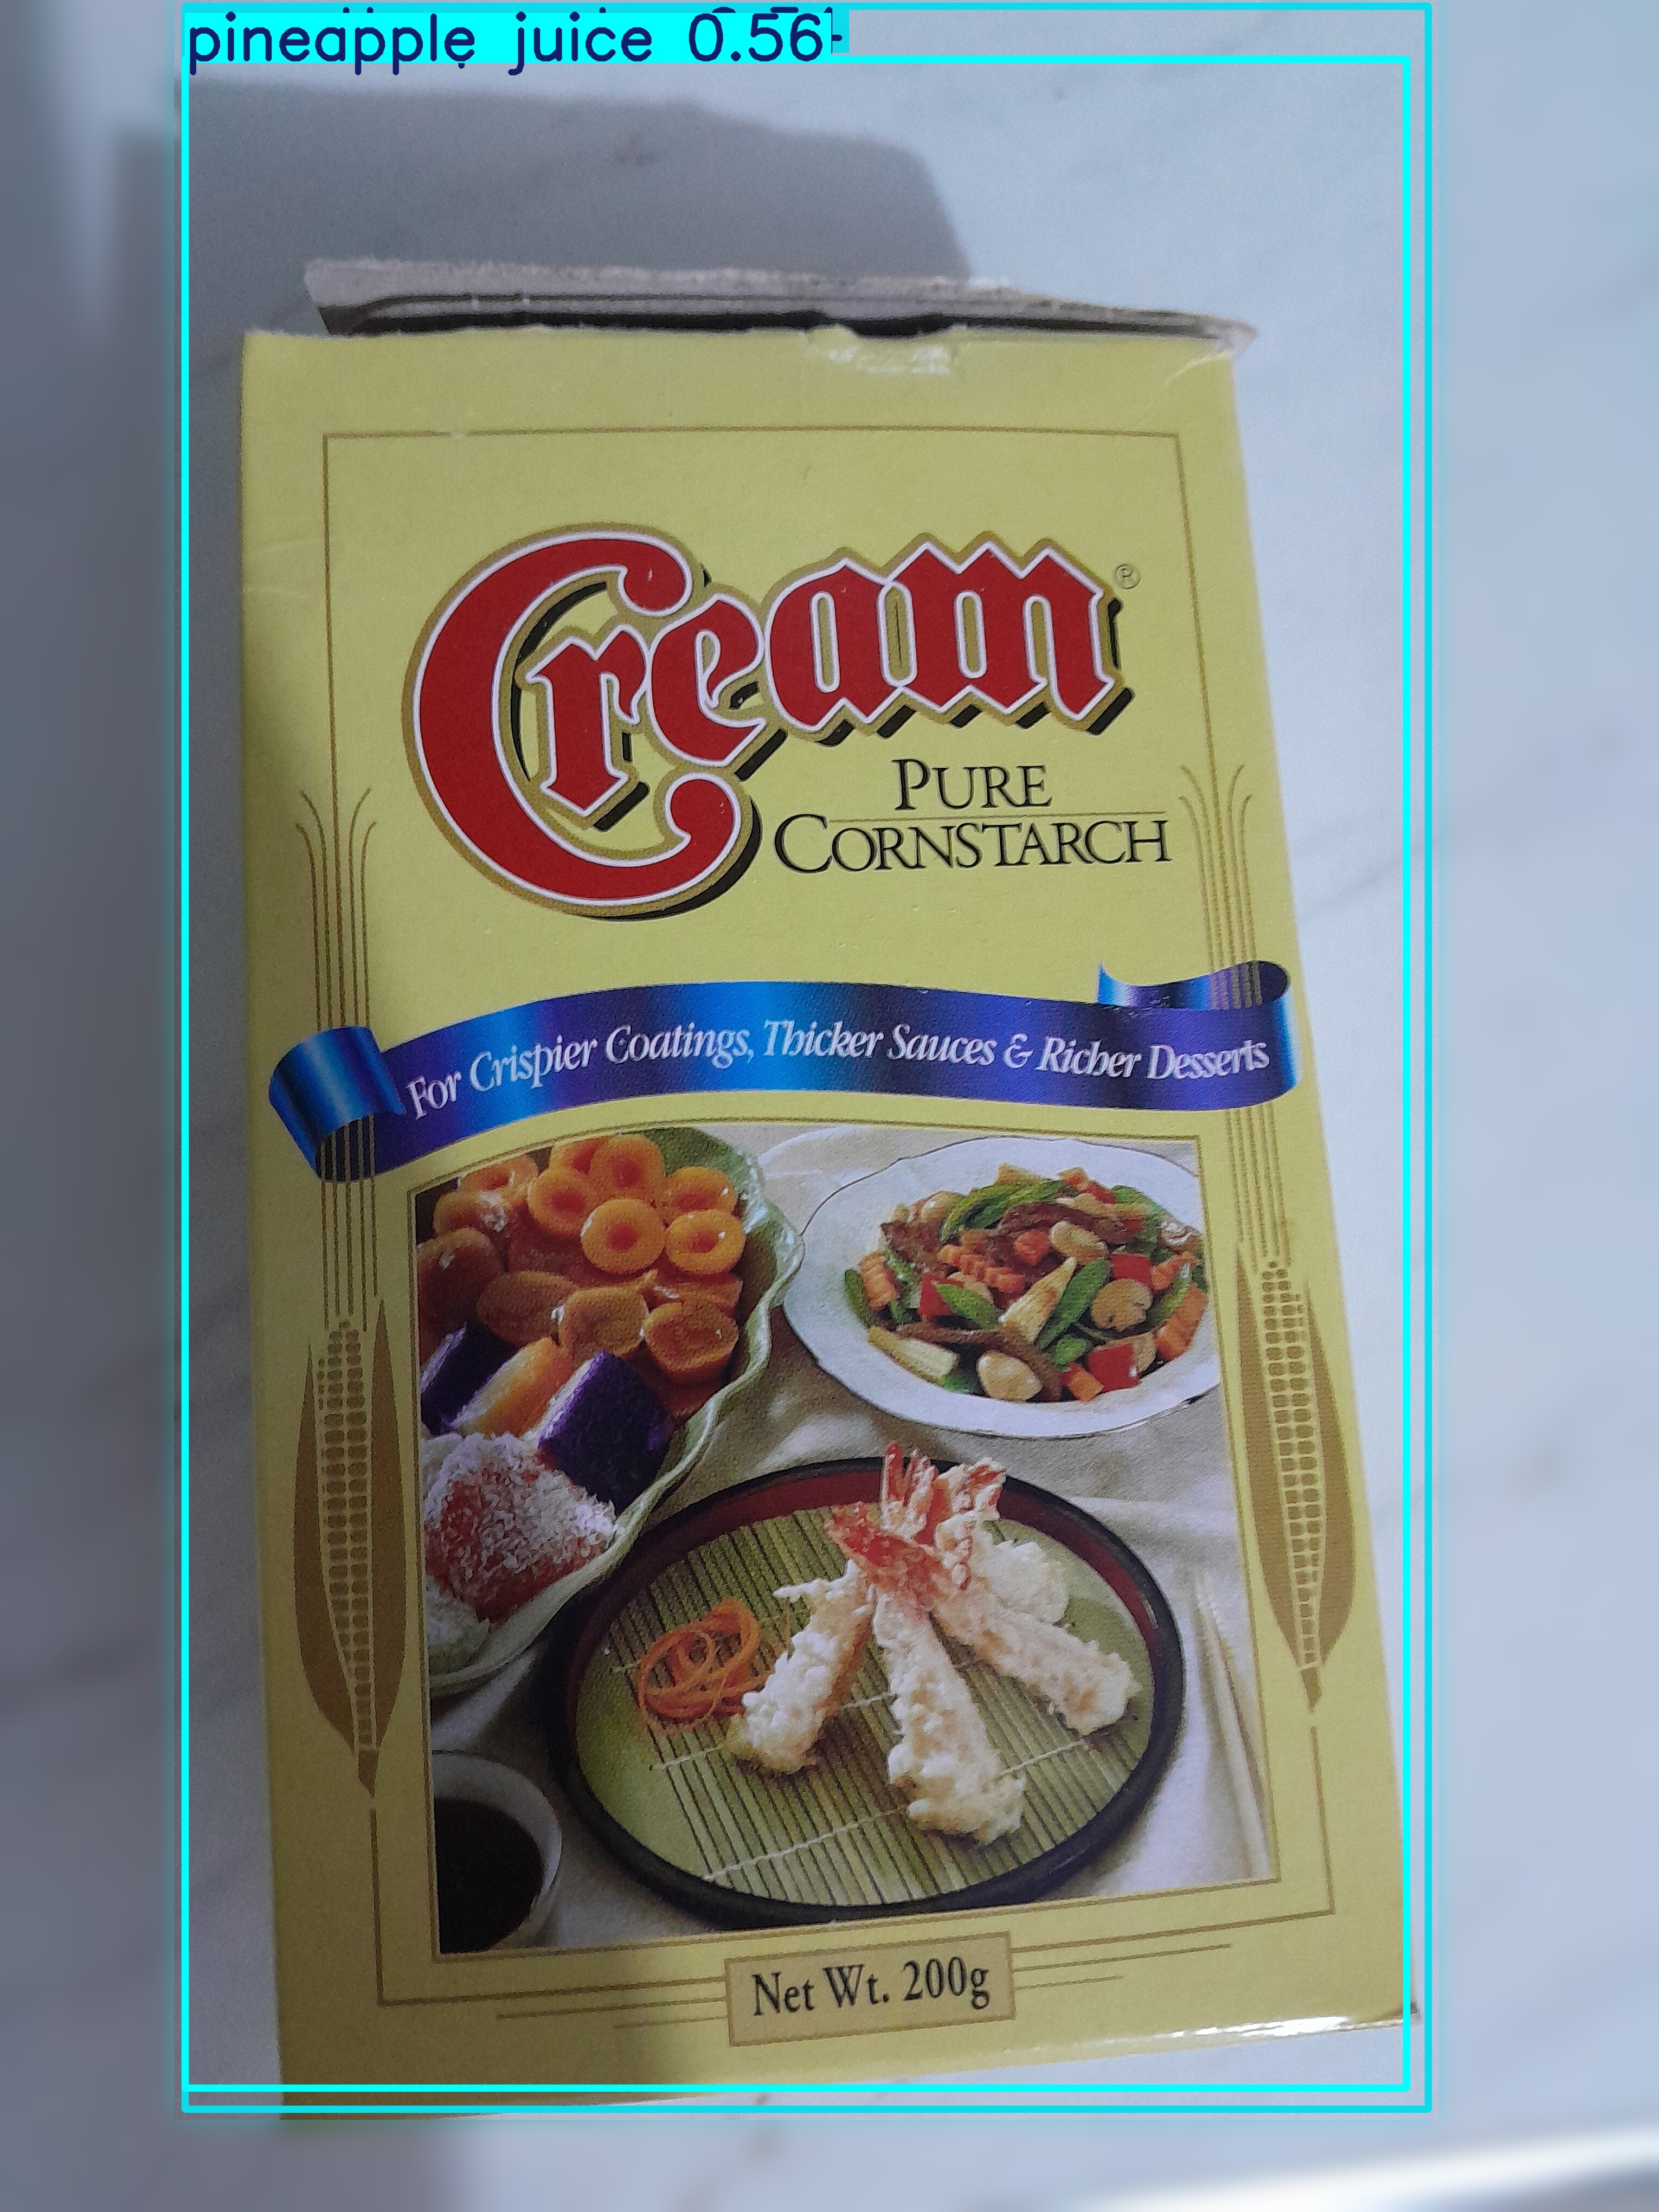 pineapple juice 0.56
Cream®
PURE
CORNSTARCH
For Crispier Coatings, Thicker Sauces & Richer Desserts
Net Wt. 200g